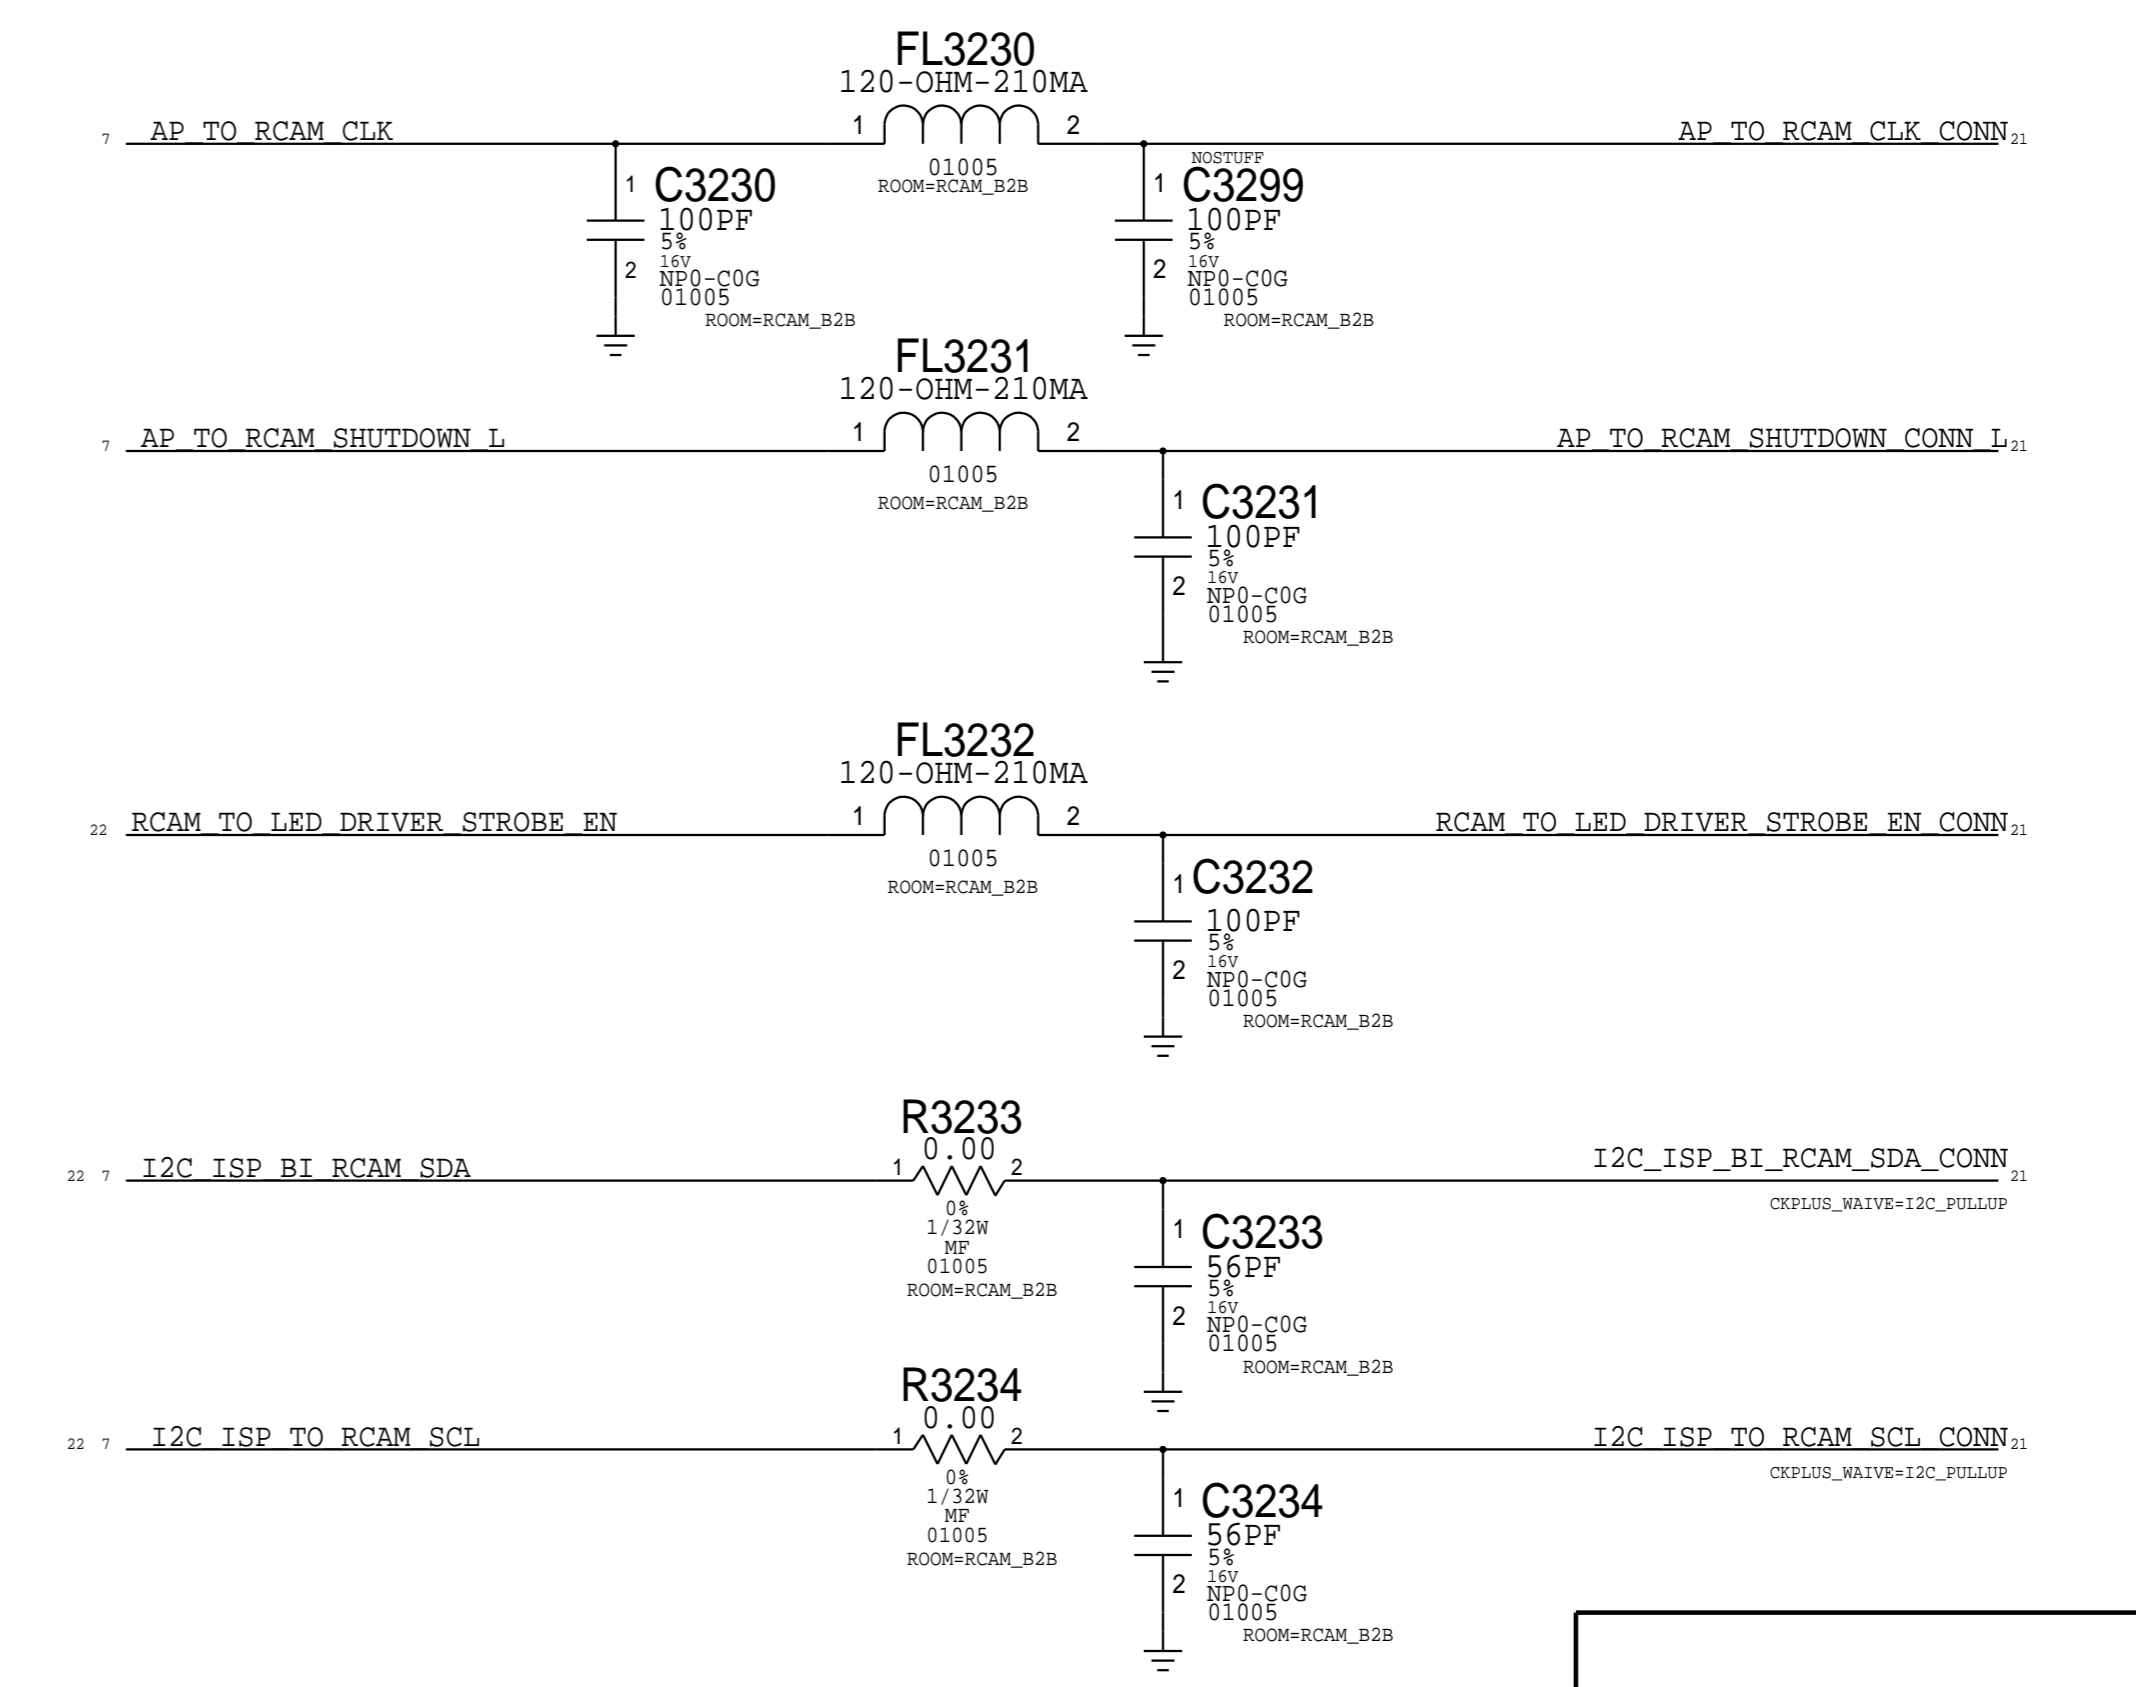 FL3230
120-OHM-210MA
7 AP_TO_RCAM_CLK 1 2 AP_TO_RCAM_CLK_CONN 21
01005
ROOM=RCAM_B2B
1 C3230
100PF
5%
2 16V
NP0-C0G
01005
ROOM=RCAM_B2B
NOSTUFF
1 C3299
100PF
5%
2 16V
NP0-C0G
01005
ROOM=RCAM_B2B
FL3231
120-OHM-210MA
7 AP_TO_RCAM_SHUTDOWN_L 1 2 AP_TO_RCAM_SHUTDOWN_CONN_L 21
01005
ROOM=RCAM_B2B
1 C3231
100PF
5%
2 16V
NP0-C0G
01005
ROOM=RCAM_B2B
FL3232
120-OHM-210MA
22 RCAM_TO_LED_DRIVER_STROBE_EN 1 2 RCAM_TO_LED_DRIVER_STROBE_EN_CONN 21
01005
ROOM=RCAM_B2B
1 C3232
100PF
5%
2 16V
NP0-C0G
01005
ROOM=RCAM_B2B
R3233
0.00
22 7 I2C_ISP_BI_RCAM_SDA 1 2 I2C_ISP_BI_RCAM_SDA_CONN 21
CKPLUS_WAIVE=I2C_PULLUP
0%
1/32W
MF
01005
ROOM=RCAM_B2B
1 C3233
56PF
5%
2 16V
NP0-C0G
01005
ROOM=RCAM_B2B
R3234
0.00
22 7 I2C_ISP_TO_RCAM_SCL 1 2 I2C_ISP_TO_RCAM_SCL_CONN 21
CKPLUS_WAIVE=I2C_PULLUP
0%
1/32W
MF
01005
ROOM=RCAM_B2B
1 C3234
56PF
5%
2 16V
NP0-C0G
01005
ROOM=RCAM_B2B